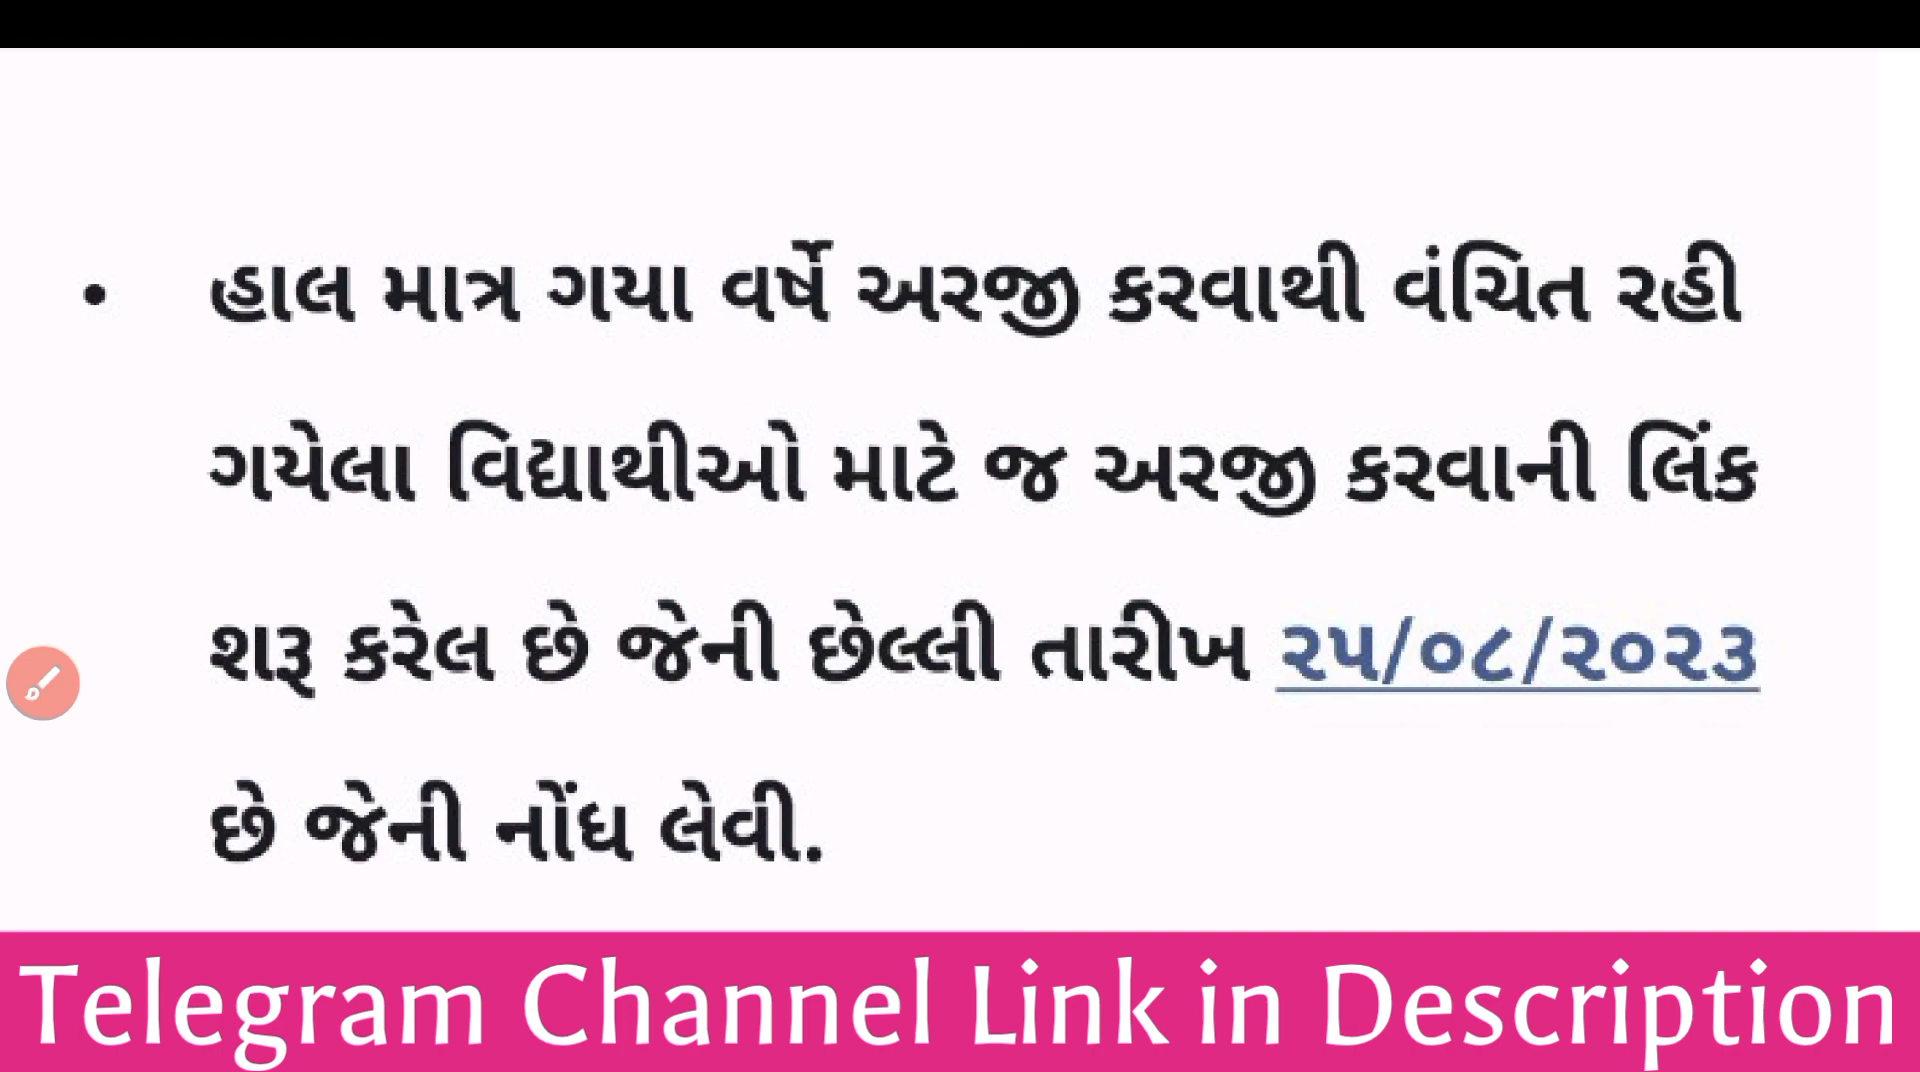 • હાલ માત્ર ગયા વર્ષે અરજી કરવાથી વંચિત રહી
ગયેલા વિદ્યાથીઓ માટે જ અરજી કરવાની લિંક
શરૂ કરેલ છે જેની છેલ્લી તારીખ ૨૫/૦૮/૨૦૨૩
છે જેની નોંધ લેવી.
Telegram Channel Link in Description